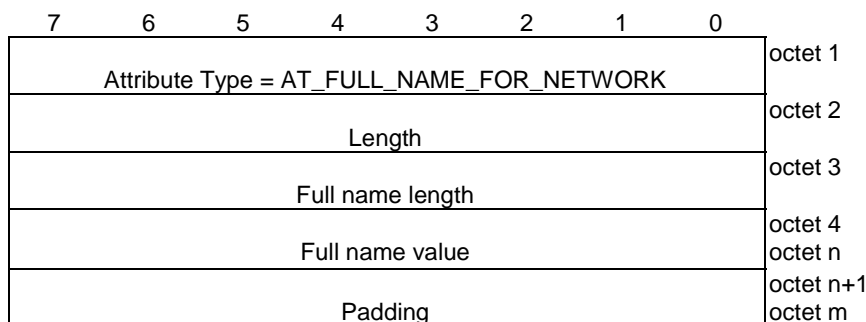 7 6 5 4 3 2 1 0
octet 1
Attribute Type = AT_FULL_NAME_FOR_NETWORK
octet 2
Length
octet 3
Full name length
octet 4
Full name value octet n
octet n+1
Padding octet m